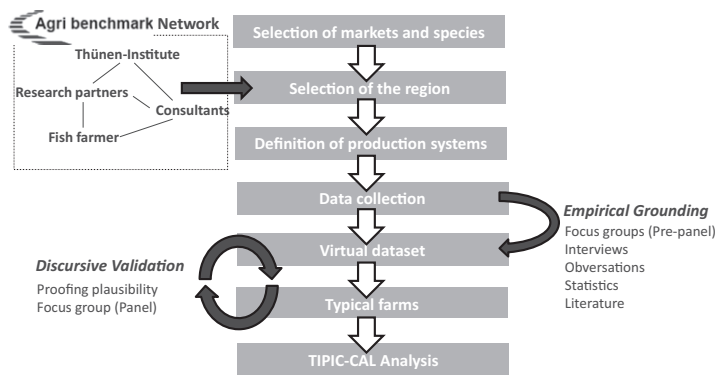 Agri benchmark Network
Thünen-Institute
Research partners
Consultants
Fish farmer
Selection of markets and species
Selection of the region
Definition of production systems
Data collection
Virtual dataset
Typical farms
TIPIC-CAL Analysis
Empirical Grounding
Focus groups (Pre-panel)
Interviews
Obversations
Statistics
Literature
Discursive Validation
Proofing plausibility
Focus group (Panel)